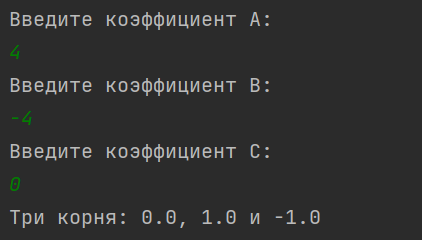 Введите коэффициент A:
4
Введите коэффициент B:
-4
Введите коэффициент C:
0
Три корня: 0.0, 1.0 и -1.0